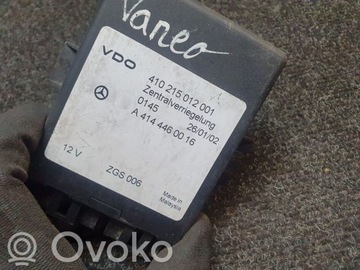 Vaneo
VDO
410 215 012 001
Zentralverriegelung
0145 26/01/02
A 414 446 00 16
12 V
ZGS 006
Made in
Malaysia
Ovoko